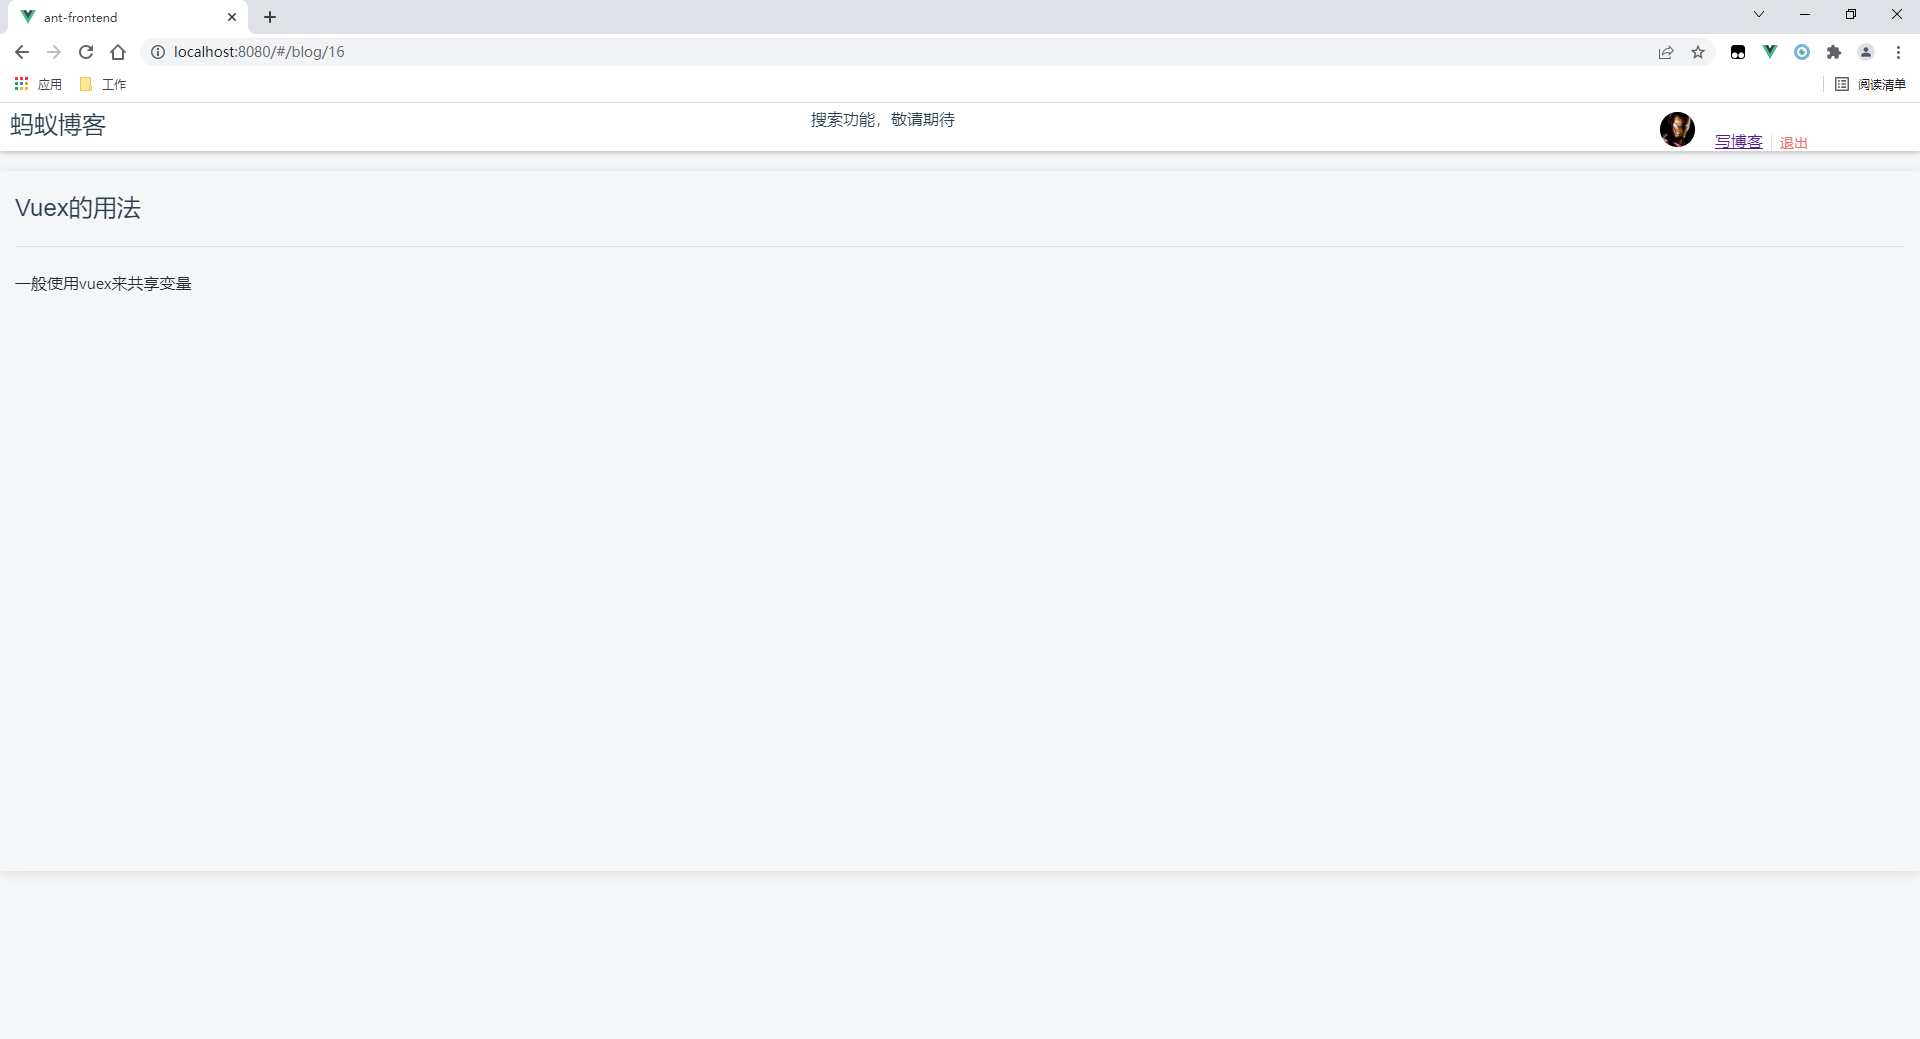 ant-frontend
localhost:8080/#/blog/16
应用 工作 阅读清单
蚂蚁博客 搜索功能，敬请期待 写博客 退出
Vuex的用法
一般使用vuex来共享变量